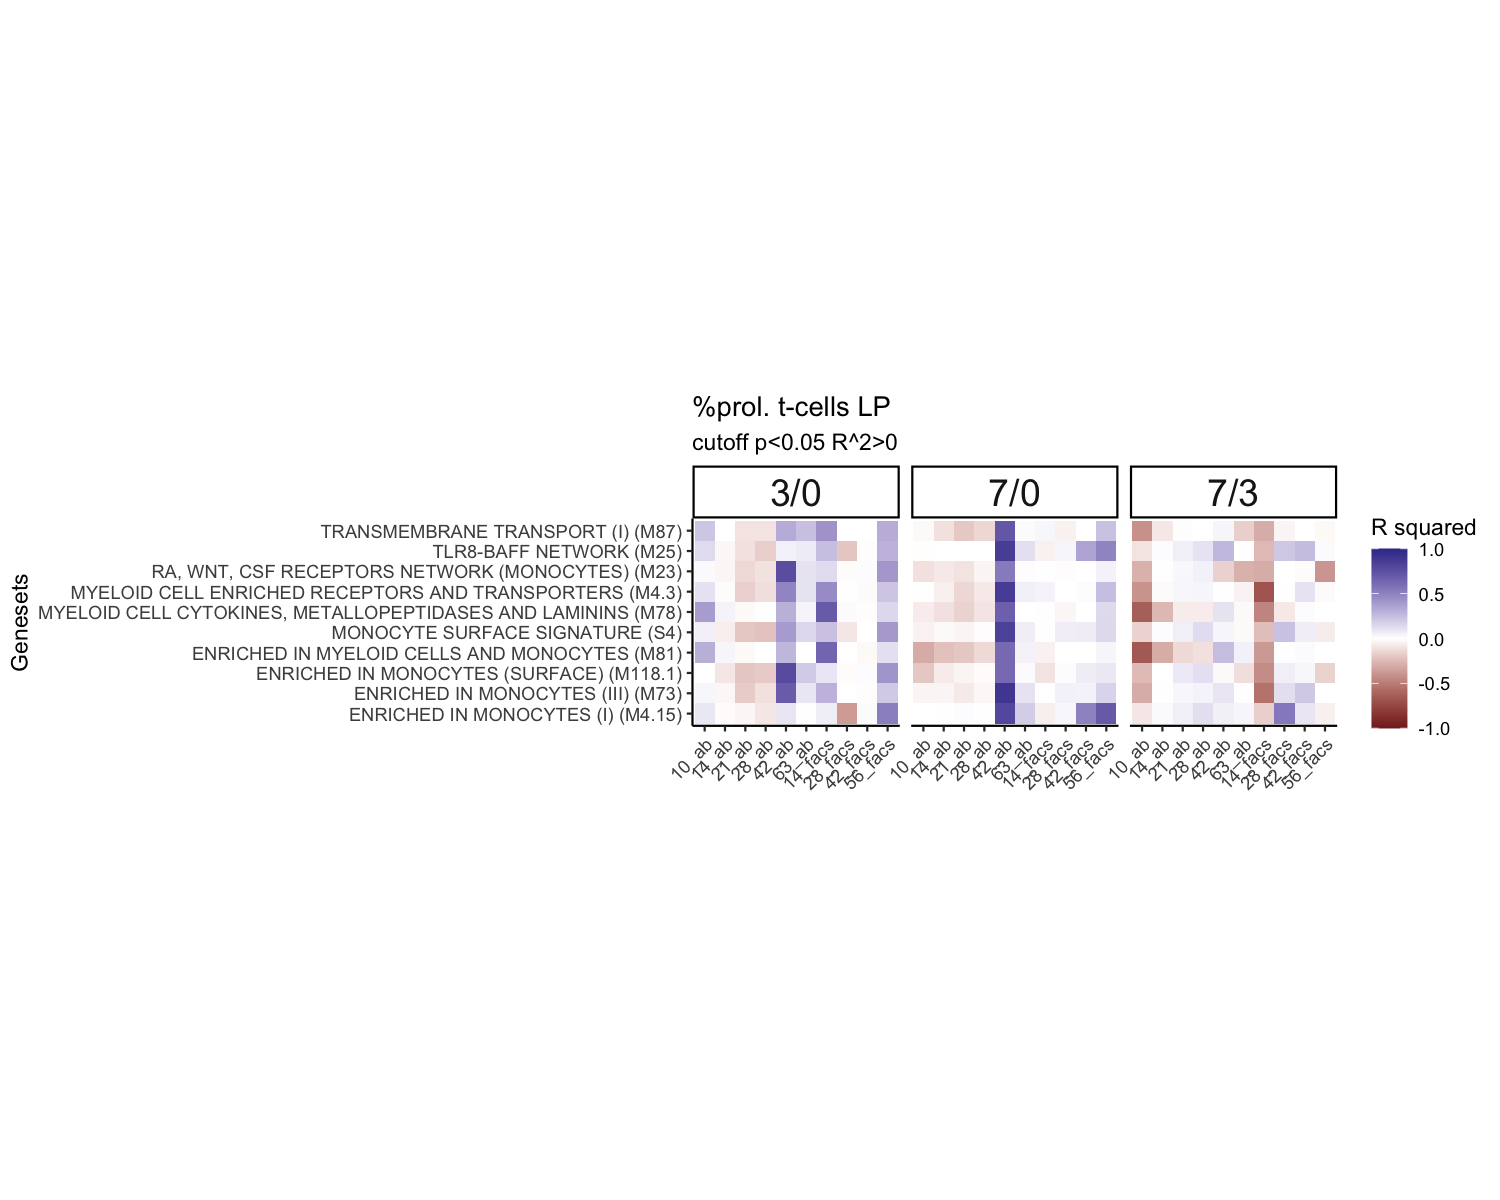 %prol. t-cells LP
cutoff p<0.05 R^2>0
3/0 7/0 7/3
Genesets
TRANSMEMBRANE TRANSPORT (I) (M87)
TLR8-BAFF NETWORK (M25)
RA, WNT, CSF RECEPTORS NETWORK (MONOCYTES) (M23)
MYELOID CELL ENRICHED RECEPTORS AND TRANSPORTERS (M4.3)
MYELOID CELL CYTOKINES, METALLOPEPTIDASES AND LAMININS (M78)
MONOCYTE SURFACE SIGNATURE (S4)
ENRICHED IN MYELOID CELLS AND MONOCYTES (M81)
ENRICHED IN MONOCYTES (SURFACE) (M118.1)
ENRICHED IN MONOCYTES (III) (M73)
ENRICHED IN MONOCYTES (I) (M4.15)
10_ab 14_ab 21_ab 28_ab 42_ab 63_ab 14_facs 28_facs 42_facs 56_facs
10_ab 14_ab 21_ab 28_ab 42_ab 63_ab 14_facs 28_facs 42_facs 56_facs
10_ab 14_ab 21_ab 28_ab 42_ab 63_ab 14_facs 28_facs 42_facs 56_facs
R squared
1.0
0.5
0.0
-0.5
-1.0